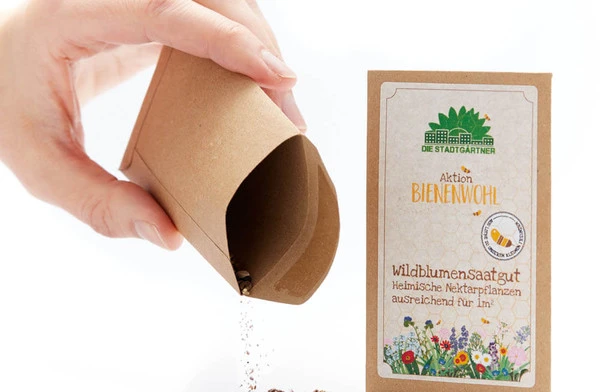 DIE STADTGÄRTNER
Aktion
BIENENWOHL
Wildblumensaatgut
Heimische Nektarpflanzen
ausreichend für 1m²